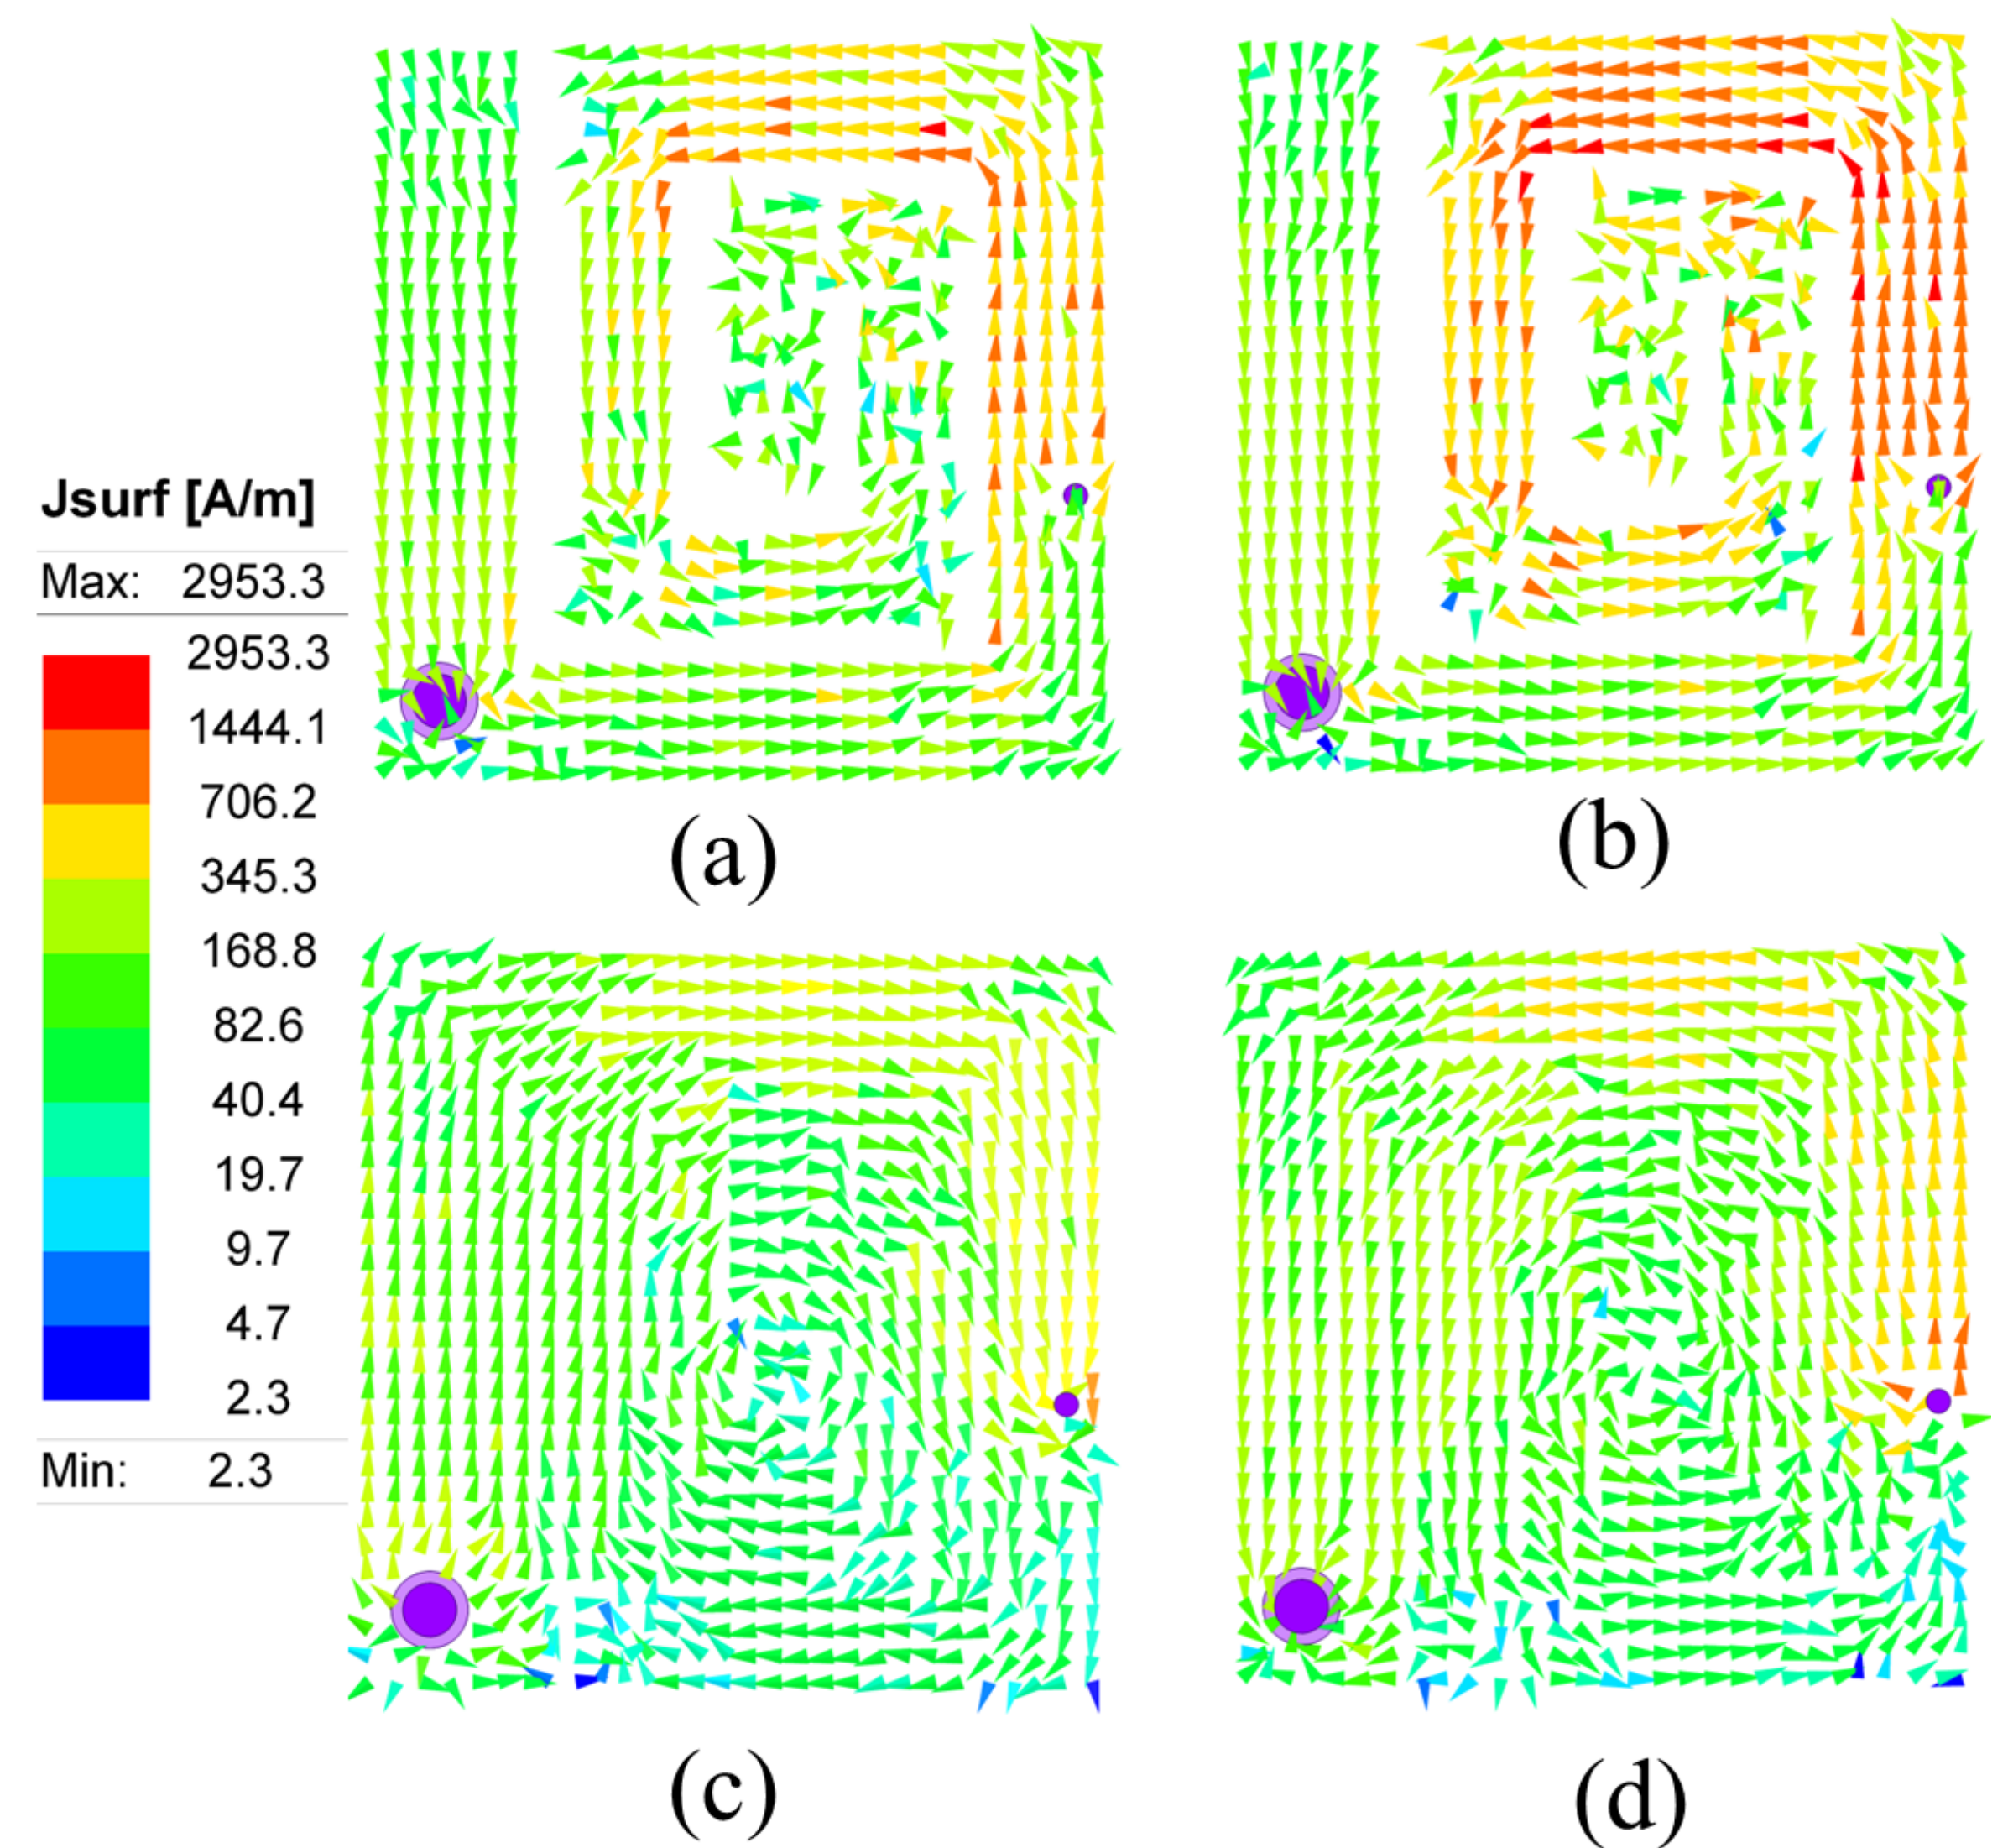 Jsurf [A/m]
Max: 2953.3
2953.3
1444.1
706.2
345.3
168.8
82.6
40.4
19.7
9.7
4.7
2.3
Min: 2.3
(a)
(b)
(c)
(d)